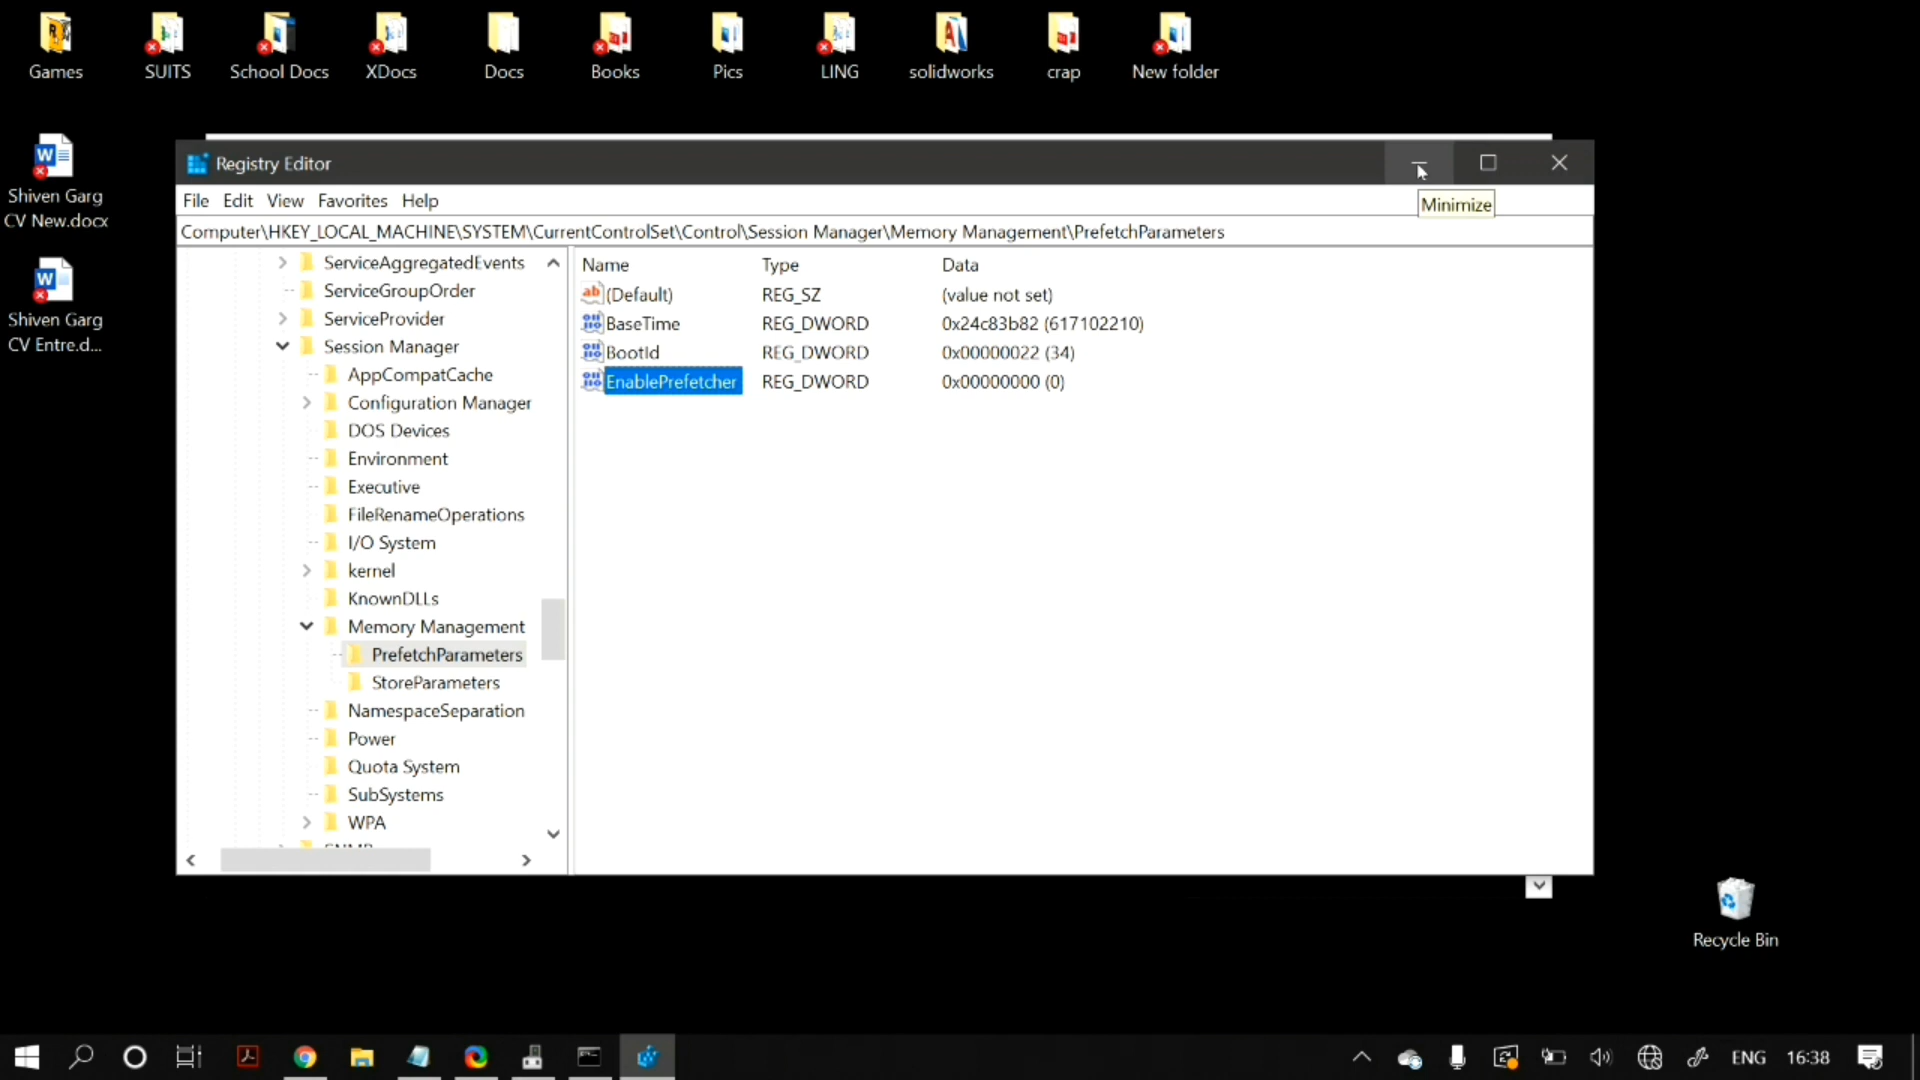 Games
SUITS
School Docs
XDocs
Docs
Books
Pics
LING
solidworks
crap
New folder
Shiven Garg
CV New.docx
Shiven Garg
CV Entre.d...
Registry Editor
Minimize
File Edit View Favorites Help
Computer\HKEY_LOCAL_MACHINE\SYSTEM\CurrentControlSet\Control\Session Manager\Memory Management\PrefetchParameters
ServiceAggregatedEvents
ServiceGroupOrder
ServiceProvider
Session Manager
AppCompatCache
Configuration Manager
DOS Devices
Environment
Executive
FileRenameOperations
I/O System
kernel
KnownDLLs
Memory Management
PrefetchParameters
StoreParameters
NamespaceSeparation
Power
Quota System
SubSystems
WPA
Name Type Data
(Default) REG_SZ (value not set)
BaseTime REG_DWORD 0x24c83b82 (617102210)
BootId REG_DWORD 0x00000022 (34)
EnablePrefetcher REG_DWORD 0x00000000 (0)
Recycle Bin
ENG 16:38